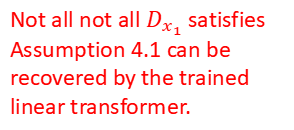 Not all not all $D_{x_1}$ satisfies
Assumption 4.1 can be
recovered by the trained
linear transformer.